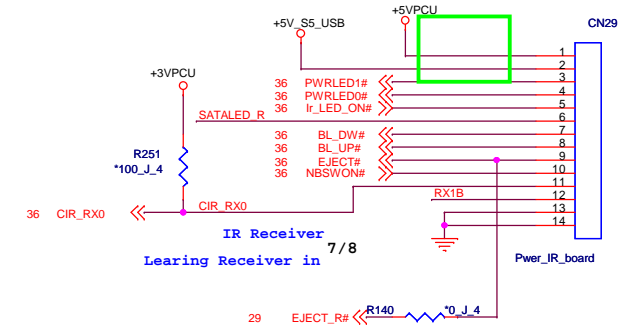 +5VPCU
+5V_S5_USB
CN29
+3VPCU
1
2
36 PWRLED1# 3
36 PWRLED0# 4
36 Ir_LED_ON# 5
SATALED_R 6
36 BL_DW# 7
36 BL_UP# 8
36 EJECT# 9
36 NBSWON# 10
R251
*100_J_4
11
RX1B 12
36 CIR_RX0 CIR_RX0 13
14
IR Receiver
Learing Receiver in 7/8
Pwer_IR_board
29 EJECT_R# R140 *0_J_4